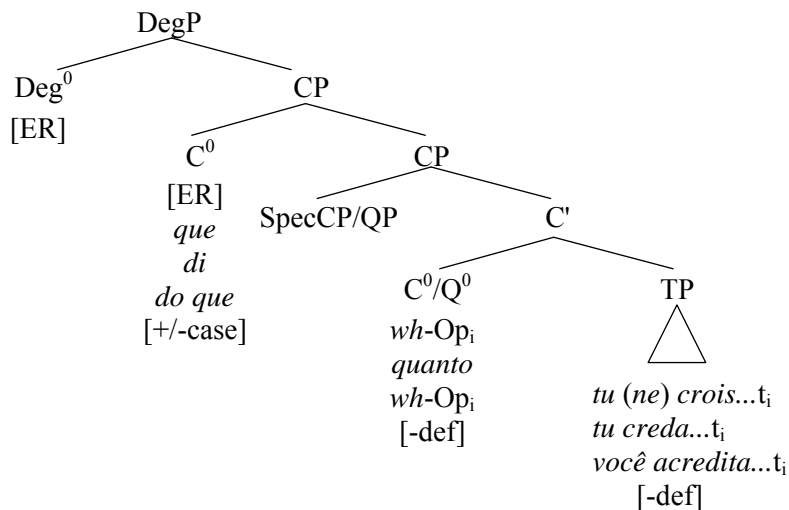 DegP
Deg⁰ CP
[ER]
C⁰ CP
[ER]
que
di
do que
[+/-case]
SpecCP/QP C'
C⁰/Q⁰ TP
wh-Opᵢ
quanto
wh-Opᵢ
[-def]
tu (ne) crois...tᵢ
tu creda...tᵢ
você acredita...tᵢ
[-def]